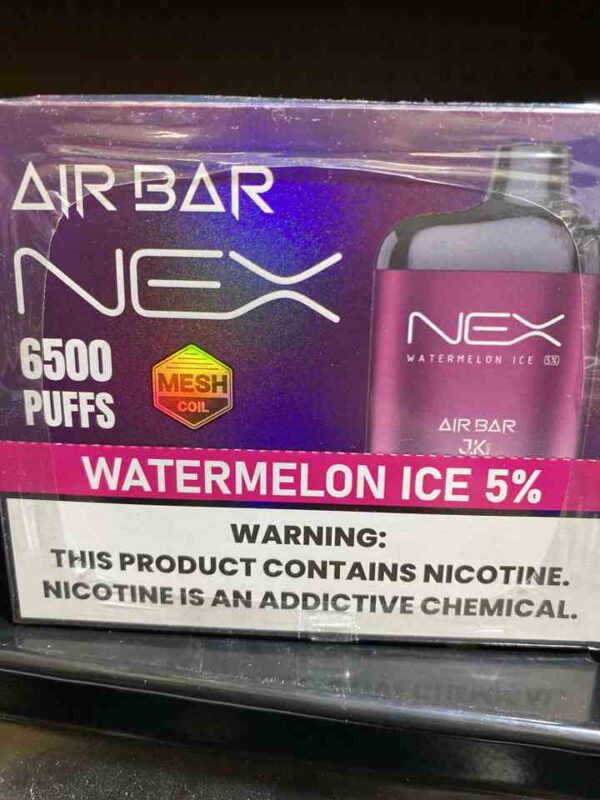 AIR BAR
NEX
6500
PUFFS
MESH
COIL
NEX
WATERMELON ICE 5%
AIR BAR
WATERMELON ICE 5%
WARNING:
THIS PRODUCT CONTAINS NICOTINE.
NICOTINE IS AN ADDICTIVE CHEMICAL.